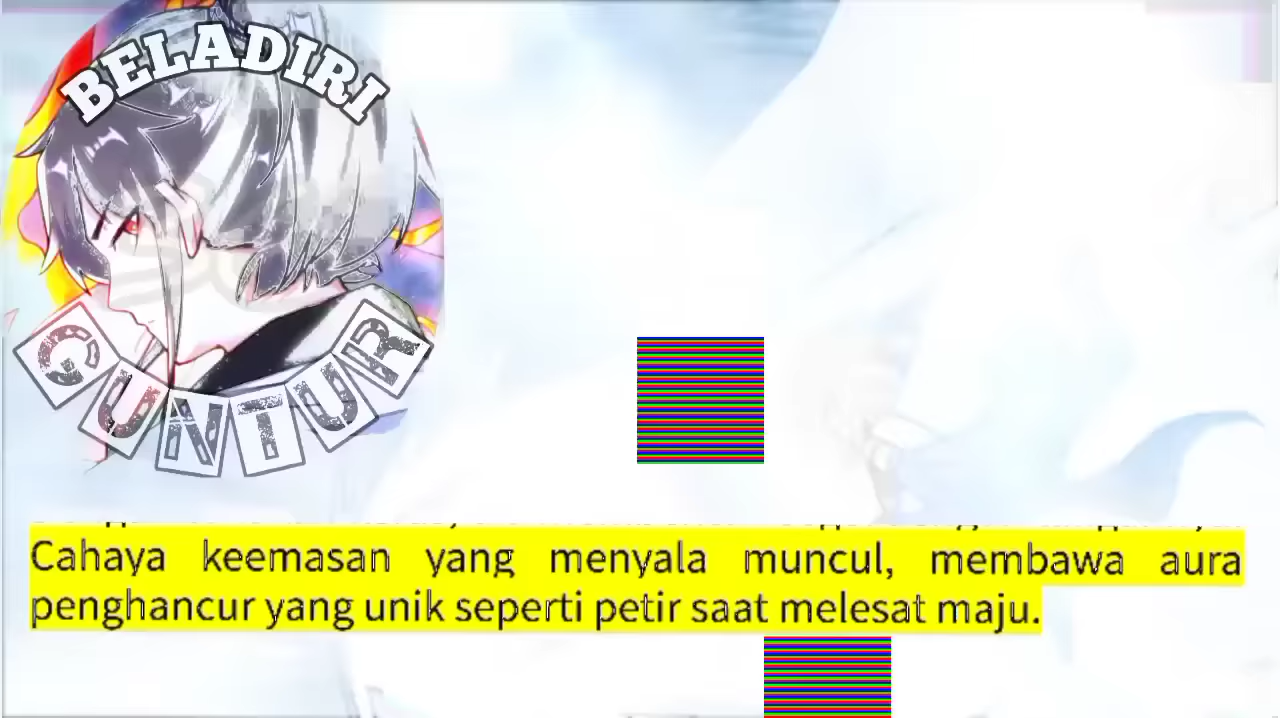 BELADIRI
GUNTUR
Cahaya keemasan yang menyala muncul, membawa aura
penghancur yang unik seperti petir saat melesat maju.